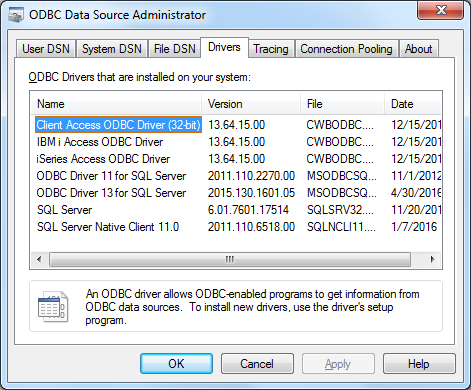 ODBC Data Source Administrator
User DSN System DSN File DSN Drivers Tracing Connection Pooling About
ODBC Drivers that are installed on your system:
Name Version File Date
Client Access ODBC Driver (32-bit) 13.64.15.00 CWBODBC.... 12/15/201
IBM i Access ODBC Driver 13.64.15.00 CWBODBC.... 12/15/201
iSeries Access ODBC Driver 13.64.15.00 CWBODBC.... 12/15/201
ODBC Driver 11 for SQL Server 2011.110.2270.00 MSODBCSQ... 11/1/2012
ODBC Driver 13 for SQL Server 2015.130.1601.05 MSODBCSQ... 4/30/2016
SQL Server 6.01.7601.17514 SQLSRV32.... 11/20/201
SQL Server Native Client 11.0 2011.110.6518.00 SQLNCLI11.... 1/7/2016
An ODBC driver allows ODBC-enabled programs to get information from
ODBC data sources. To install new drivers, use the driver's setup
program.
OK Cancel Apply Help